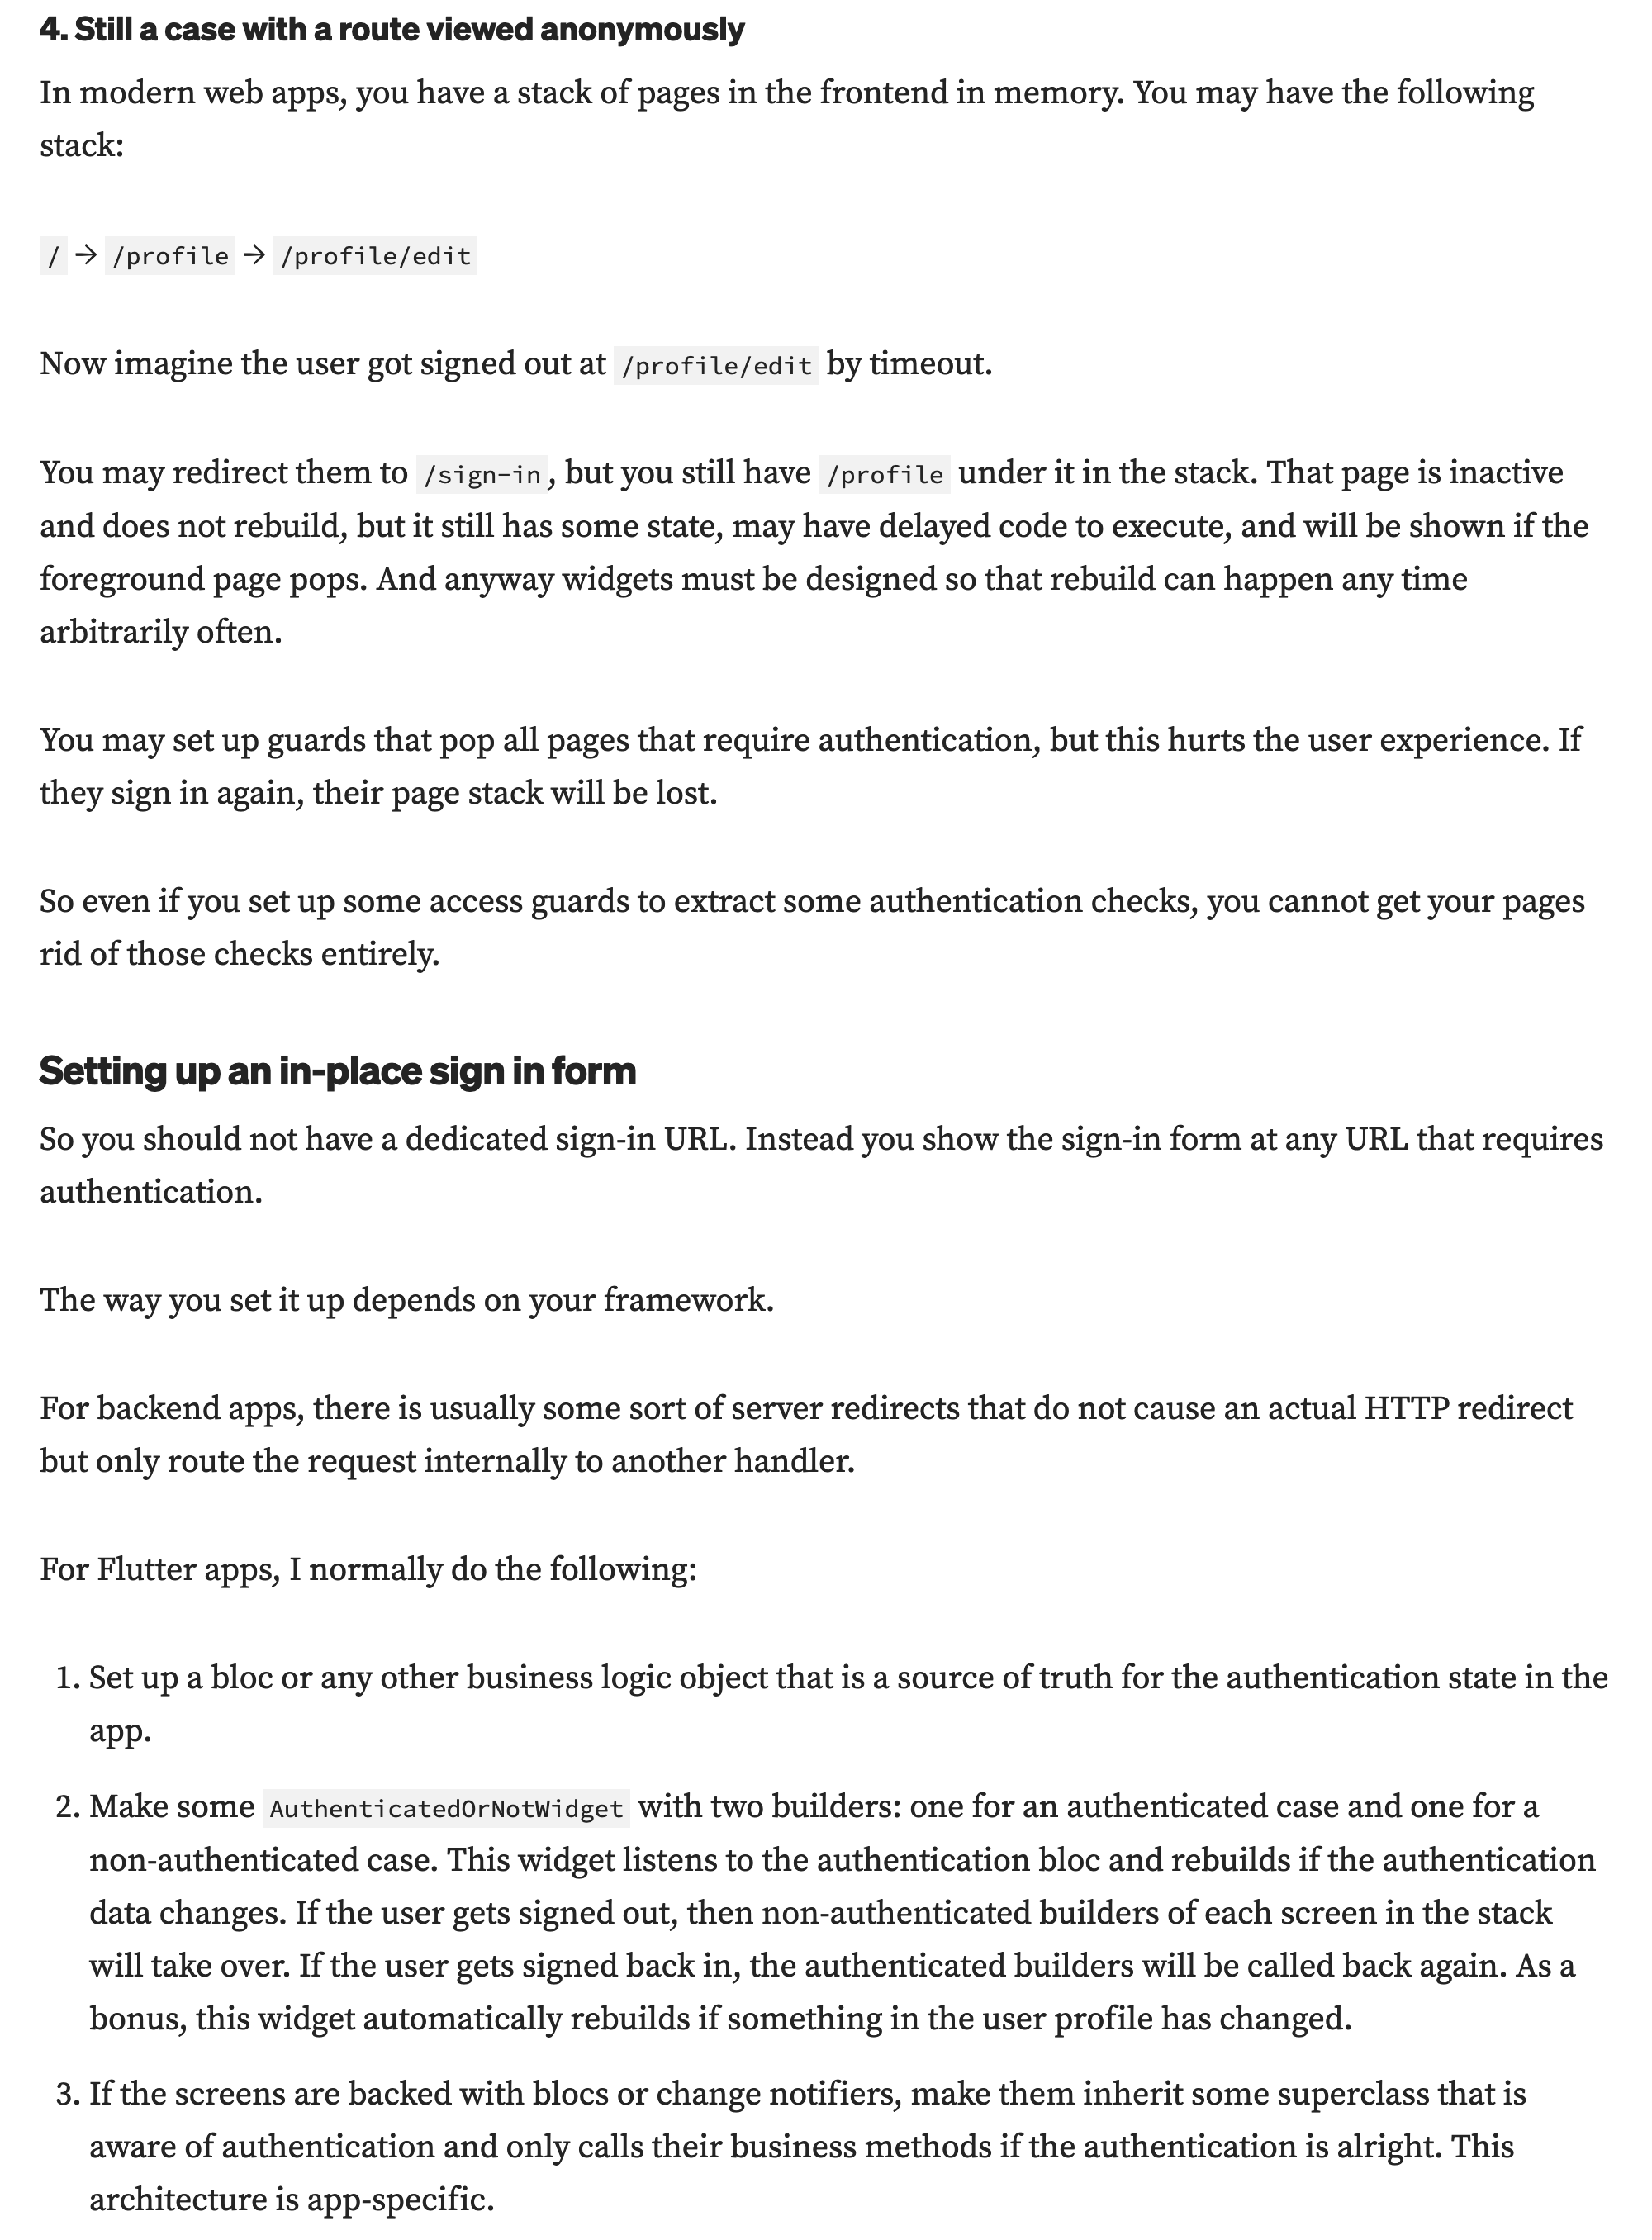 4. Still a case with a route viewed anonymously
In modern web apps, you have a stack of pages in the frontend in memory. You may have the following
stack:
/ → /profile → /profile/edit
Now imagine the user got signed out at /profile/edit by timeout.
You may redirect them to /sign-in, but you still have /profile under it in the stack. That page is inactive
and does not rebuild, but it still has some state, may have delayed code to execute, and will be shown if the
foreground page pops. And anyway widgets must be designed so that rebuild can happen any time
arbitrarily often.
You may set up guards that pop all pages that require authentication, but this hurts the user experience. If
they sign in again, their page stack will be lost.
So even if you set up some access guards to extract some authentication checks, you cannot get your pages
rid of those checks entirely.
Setting up an in-place sign in form
So you should not have a dedicated sign-in URL. Instead you show the sign-in form at any URL that requires
authentication.
The way you set it up depends on your framework.
For backend apps, there is usually some sort of server redirects that do not cause an actual HTTP redirect
but only route the request internally to another handler.
For Flutter apps, I normally do the following:
1. Set up a bloc or any other business logic object that is a source of truth for the authentication state in the
app.
2. Make some AuthenticatedOrNotWidget with two builders: one for an authenticated case and one for a
non-authenticated case. This widget listens to the authentication bloc and rebuilds if the authentication
data changes. If the user gets signed out, then non-authenticated builders of each screen in the stack
will take over. If the user gets signed back in, the authenticated builders will be called back again. As a
bonus, this widget automatically rebuilds if something in the user profile has changed.
3. If the screens are backed with blocs or change notifiers, make them inherit some superclass that is
aware of authentication and only calls their business methods if the authentication is alright. This
architecture is app-specific.